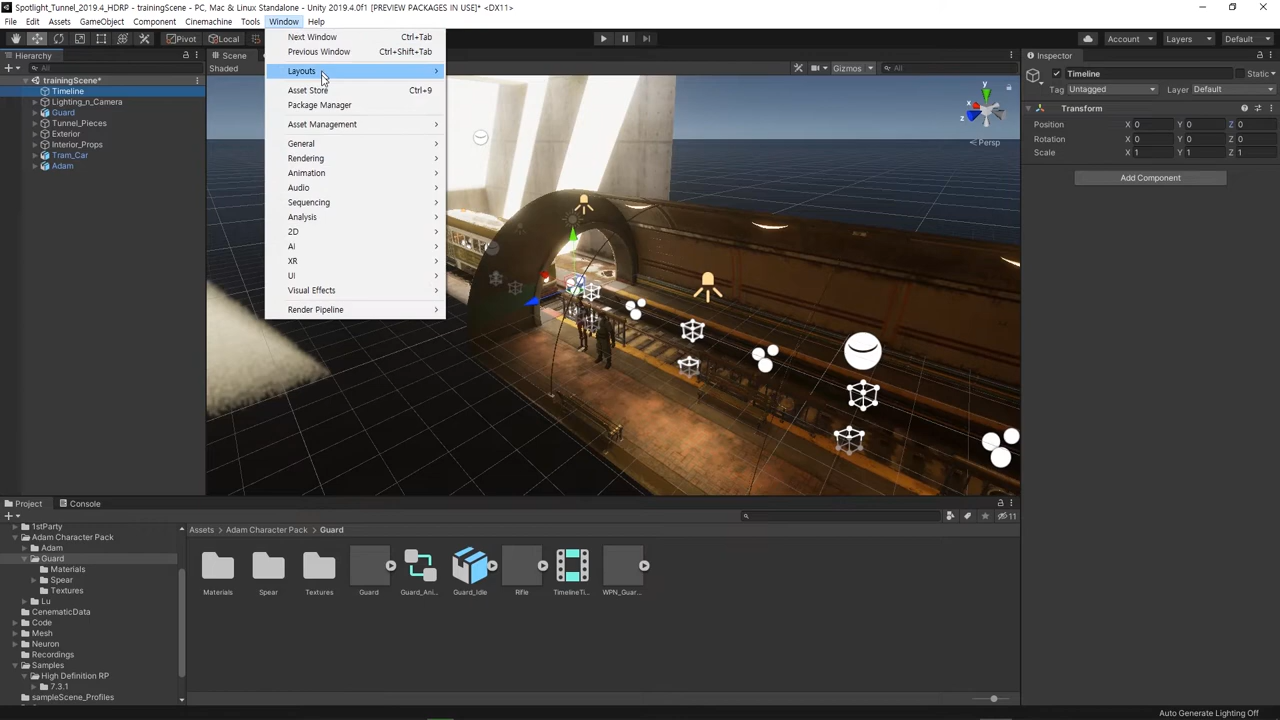 Spotlight_Tunnel_2019.4_HDRP - trainingScene - PC, Mac & Linux Standalone - Unity 2019.4.0f1 [PREVIEW PACKAGES IN USE]* <DX11>
File Edit Assets GameObject Component Cinemachine Tools Window Help
Pivot Local Account Layers Default
Hierarchy
All
trainingScene*
Timeline
Lighting_n_Camera
Guard
Tunnel_Pieces
Exterior
Interior_Props
Tram_Car
Adam
Scene
Shaded
Gizmos All
Next Window Ctrl+Tab
Previous Window Ctrl+Shift+Tab
Layouts
Asset Store Ctrl+9
Package Manager
Asset Management
General
Rendering
Animation
Audio
Sequencing
Analysis
2D
AI
XR
UI
Visual Effects
Render Pipeline
x y z
Persp
Inspector
Timeline Static
Tag Untagged Layer Default
Transform
Position X 0 Y 0 Z 0
Rotation X 0 Y 0 Z 0
Scale X 1 Y 1 Z 1
Add Component
Project Console
11
1stParty
Adam Character Pack
Adam
Guard
Materials
Spear
Textures
Lu
CenematicData
Code
Mesh
Neuron
Recordings
Samples
High Definition RP
7.3.1
sampleScene_Profiles
Assets > Adam Character Pack > Guard
Materials Spear Textures Guard Guard_Ani... Guard_Idle Rifle TimelineTi... WPN_Guar...
Auto Generate Lighting Off